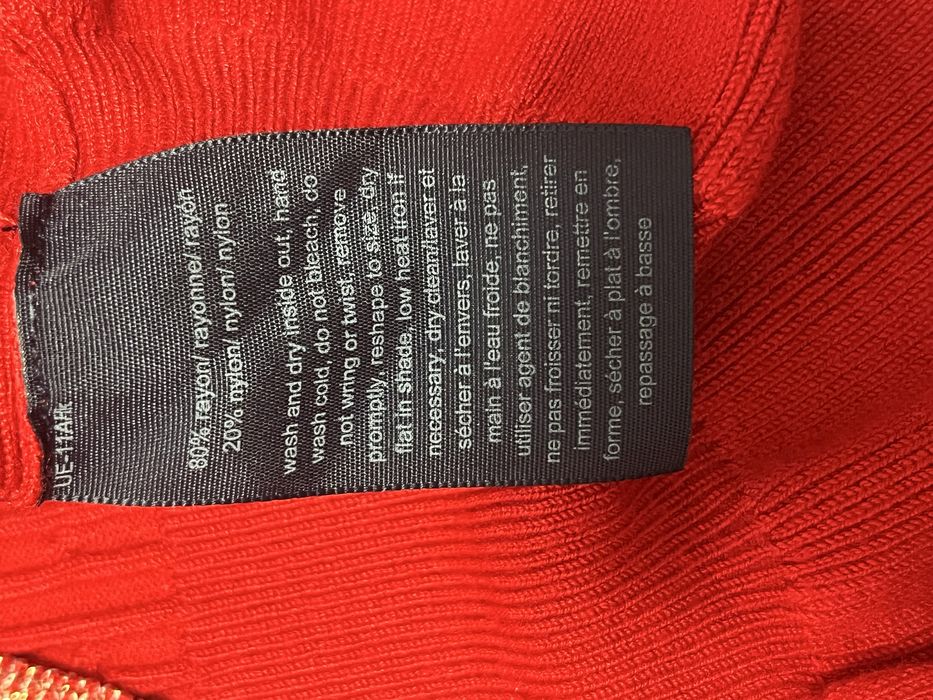 UE-11ARK
80% rayon/ rayonne/ rayón
20% nylon/ nylon/ nylon
wash and dry inside out, hand
wash cold, do not bleach, do
not wring or twist, remove
promptly, reshape to size, dry
flat in shade, low heat iron if
necessary, dry clean/laver et
sécher à l'envers, laver à la
main à l'eau froide, ne pas
utiliser agent de blanchiment,
ne pas froisser ni tordre, retirer
immédiatement, remettre en
forme, sécher à plat à l'ombre,
repassage à basse